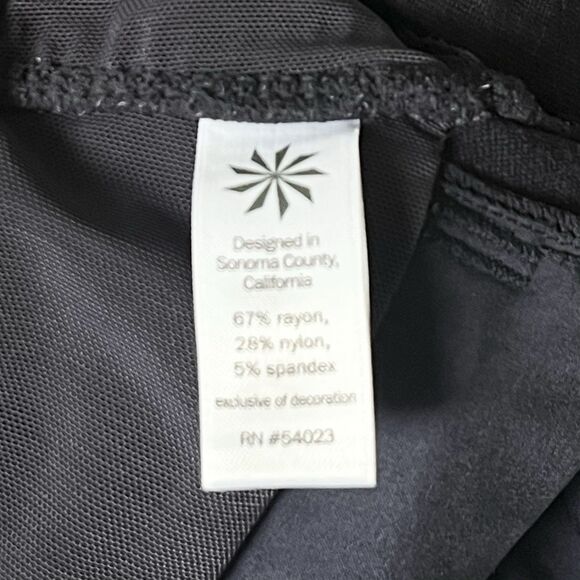 Designed in
Sonoma County,
California
67% rayon,
28% nylon,
5% spandex
exclusive of decoration
RN #54023